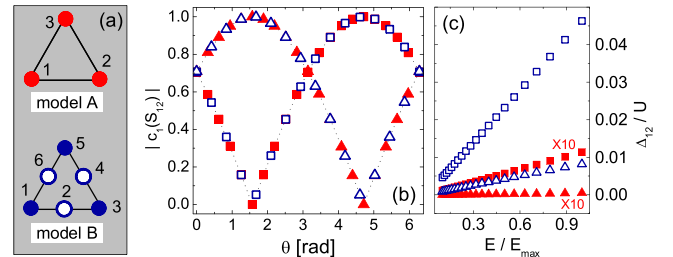 (a)
3
1
2
model A
5
6
4
2
1
3
model B
| c₁(S₁₂) |
1.0
0.8
0.6
0.4
0.2
0.0
(b)
0 1 2 3 4 5 6
θ [rad]
(c)
0.04
0.02
0.01
0.00
X10
X10
Δ₁₂ / U
0.3 0.6 0.9
E / Eₘₐₓ